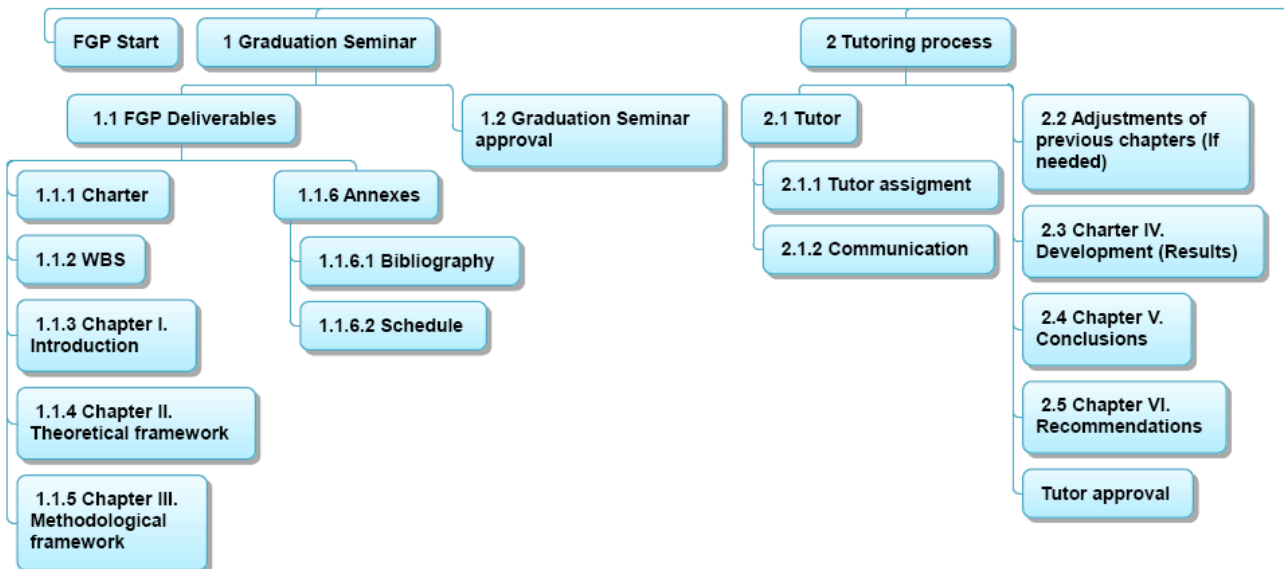 FGP Start
1 Graduation Seminar
2 Tutoring process
1.1 FGP Deliverables
1.2 Graduation Seminar
approval
2.1 Tutor
2.2 Adjustments of
previous chapters (If
needed)
1.1.1 Charter
1.1.6 Annexes
2.1.1 Tutor assigment
1.1.2 WBS
1.1.6.1 Bibliography
2.1.2 Communication
2.3 Charter IV.
Development (Results)
1.1.3 Chapter I.
Introduction
1.1.6.2 Schedule
2.4 Chapter V.
Conclusions
1.1.4 Chapter II.
Theoretical framework
2.5 Chapter VI.
Recommendations
1.1.5 Chapter III.
Methodological
framework
Tutor approval